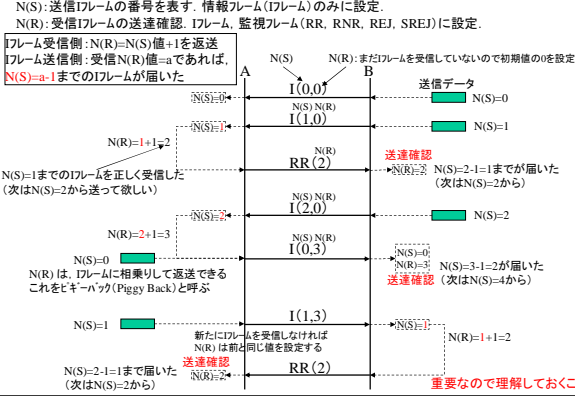 N(S):送信Iフレームの番号を表す. 情報フレーム(Iフレーム)のみに設定.
N(R):受信Iフレームの送達確認. Iフレーム, 監視フレーム(RR, RNR, REJ, SREJ)に設定.
Iフレーム受信側:N(R)=N(S)値+1を返送
Iフレーム送信側:受信N(R)値=aであれば,
N(S)=a-1までのIフレームが届いた
N(S)
N(R):まだIフレームを受信していないので初期値の0を設定
A
B
送信データ
N(S)=0
I(0,0)
N(S)=0
N(S) N(R)
N(S)=1
I(1,0)
N(S)=1
N(R)=1+1=2
N(R)
送達確認
RR(2)
N(R)=2
N(S)=2-1=1までが届いた
(次はN(S)=2から)
N(S)=1までのIフレームを正しく受信した
(次はN(S)=2から送って欲しい)
N(S) N(R)
N(S)=2
I(2,0)
N(S)=2
N(R)=2+1=3
N(S) N(R)
I(0,3)
N(S)=0
N(S)=0
N(R)=3
N(S)=3-1=2が届いた
送達確認
(次はN(S)=4から)
N(R)は, Iフレームに相乗りして返送できる
これをピギーバック(Piggy Back)と呼ぶ
N(S)=1
I(1,3)
N(S)=1
新たにIフレームを受信しなければ
N(R)は前と同じ値を設定する
N(R)=1+1=2
送達確認
N(S)=2-1=1まで届いた
(次はN(S)=2から)
N(R)=2
RR(2)
重要なので理解しておくこ